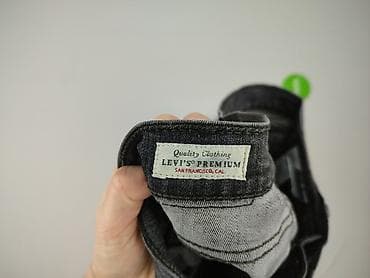 Quality Clothing
LEVI'S® PREMIUM
SAN FRANCISCO, CAL.